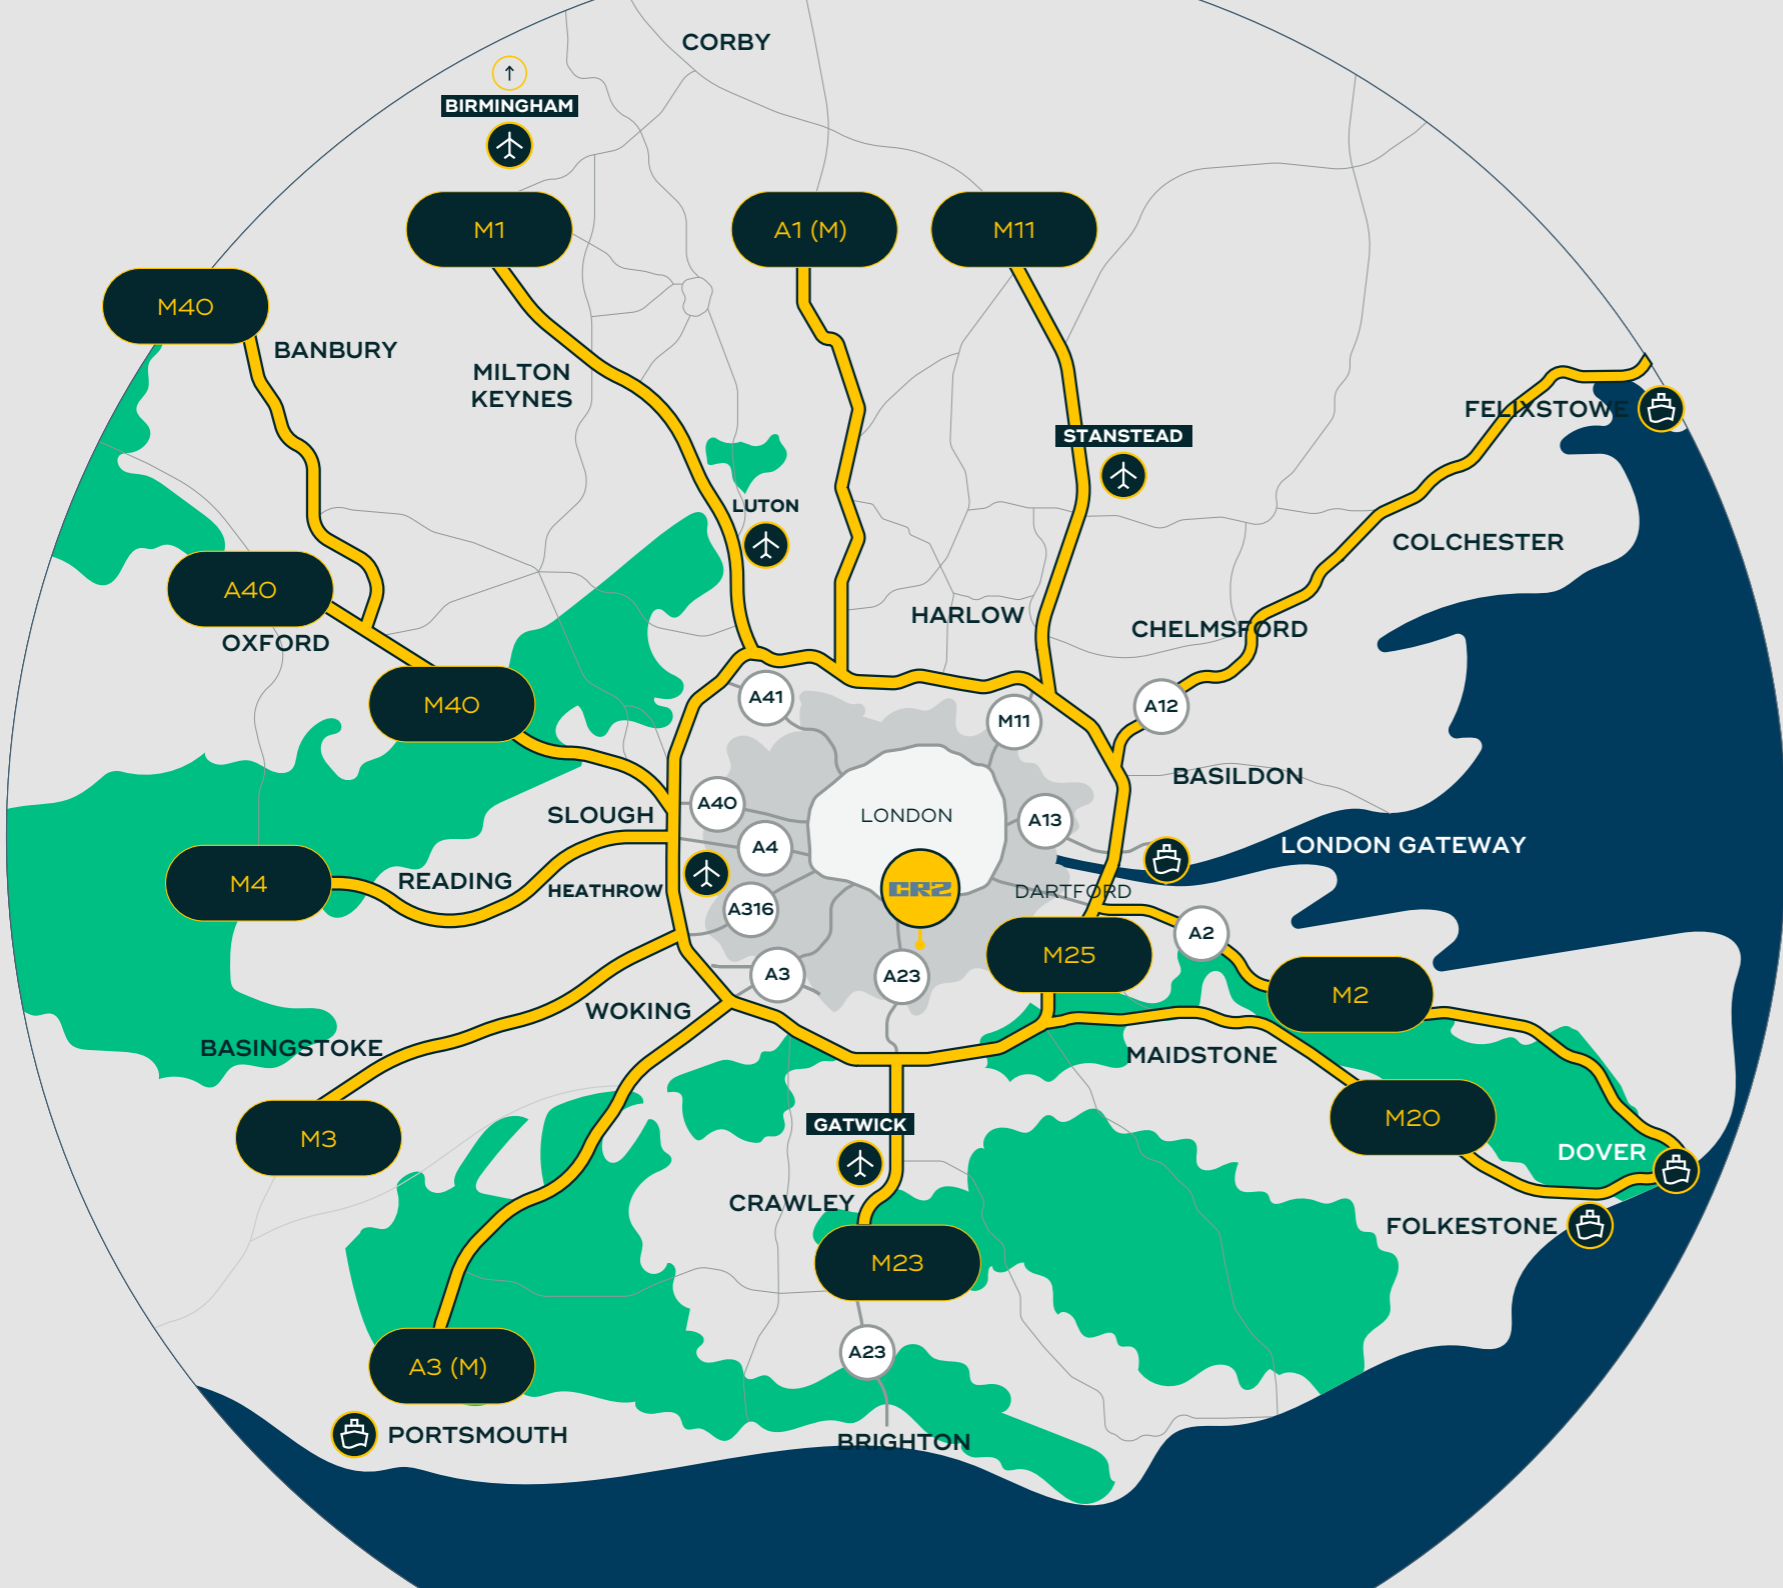 CORBY
BIRMINGHAM
M1
A1 (M)
M11
M40
BANBURY
MILTON
KEYNES
FELIXSTOWE
STANSTEAD
LUTON
COLCHESTER
A40
OXFORD
HARLOW
CHELMSFORD
M40
A41
M11
A12
BASILDON
SLOUGH
A40
LONDON
A13
A4
LONDON GATEWAY
M4
READING
HEATHROW
CR2
DARTFORD
A316
A2
M25
A3
A23
M2
WOKING
BASINGSTOKE
MAIDSTONE
M3
GATWICK
M20
DOVER
CRAWLEY
FOLKESTONE
M23
A3 (M)
A23
PORTSMOUTH
BRIGHTON